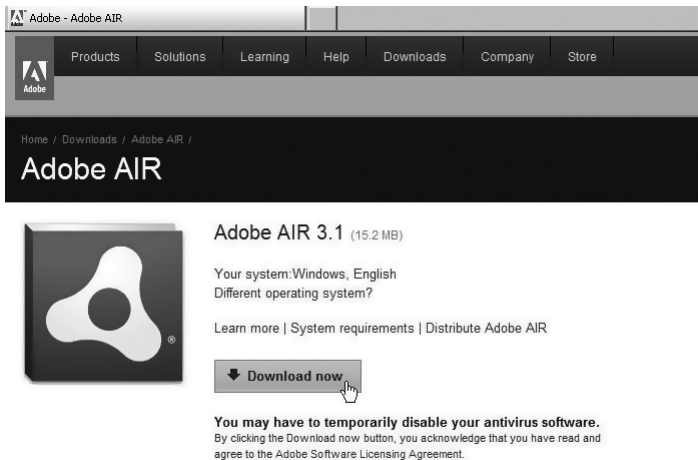 Adobe - Adobe AIR
Products Solutions Learning Help Downloads Company Store
Adobe
Home / Downloads / Adobe AIR /
Adobe AIR
Adobe AIR 3.1 (15.2 MB)
Your system:Windows, English
Different operating system?
Learn more | System requirements | Distribute Adobe AIR
Download now
You may have to temporarily disable your antivirus software.
By clicking the Download now button, you acknowledge that you have read and
agree to the Adobe Software Licensing Agreement.